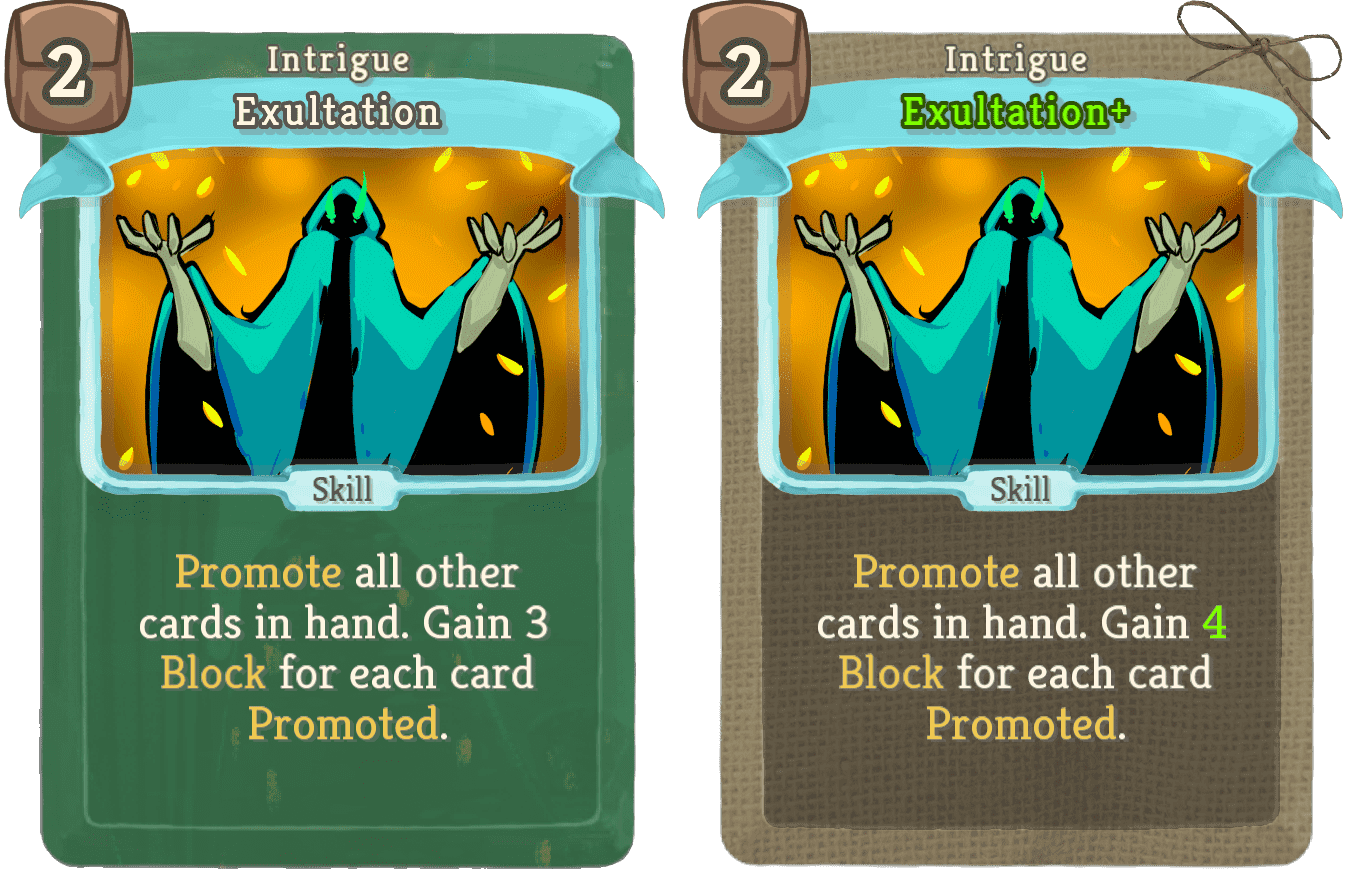 2
Intrigue
Exultation
Skill
Promote all other
cards in hand. Gain 3
Block for each card
Promoted.
2
Intrigue
Exultation+
Skill
Promote all other
cards in hand. Gain 4
Block for each card
Promoted.